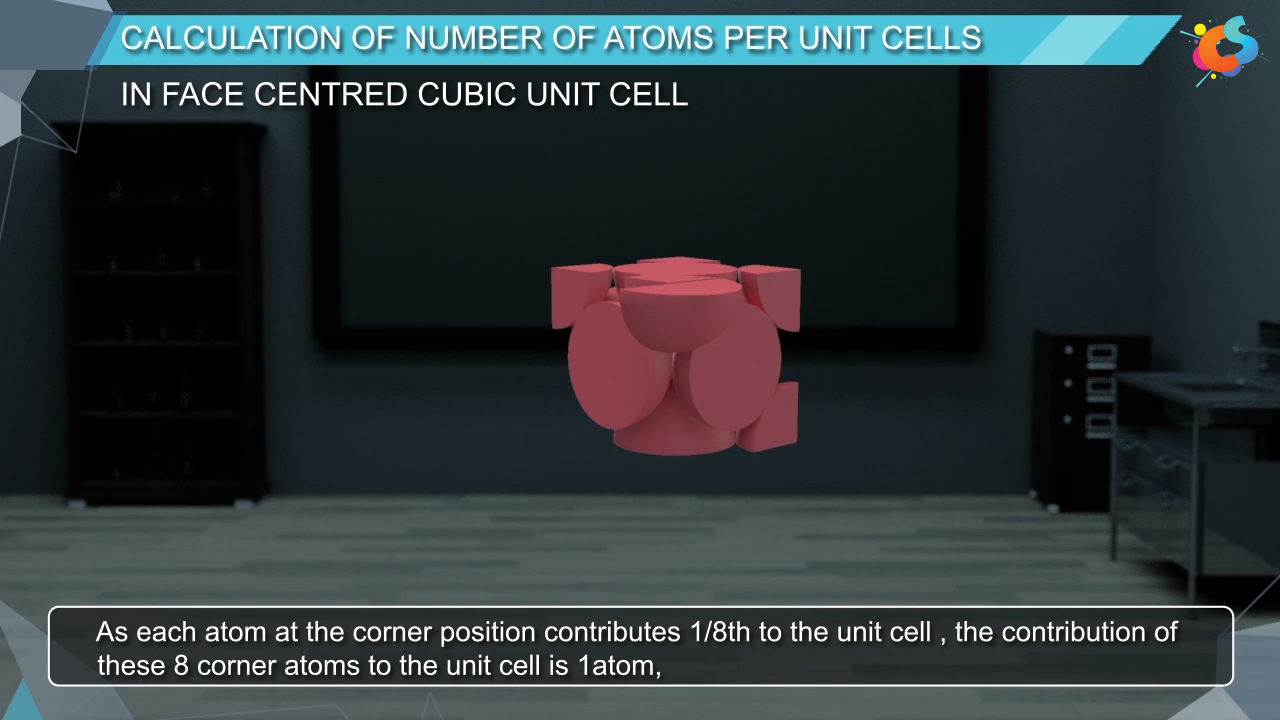 CALCULATION OF NUMBER OF ATOMS PER UNIT CELLS
IN FACE CENTRED CUBIC UNIT CELL
As each atom at the corner position contributes 1/8th to the unit cell , the contribution of
these 8 corner atoms to the unit cell is 1atom,